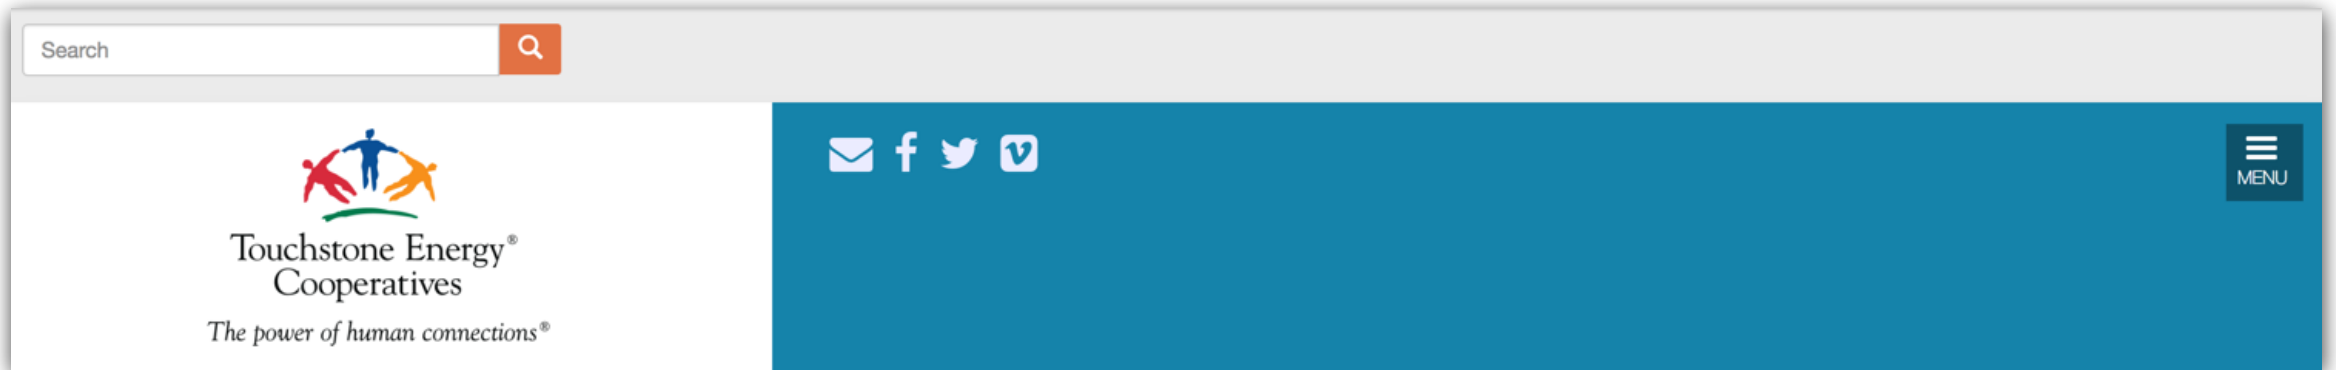 Search
MENU
Touchstone Energy®
Cooperatives
The power of human connections®